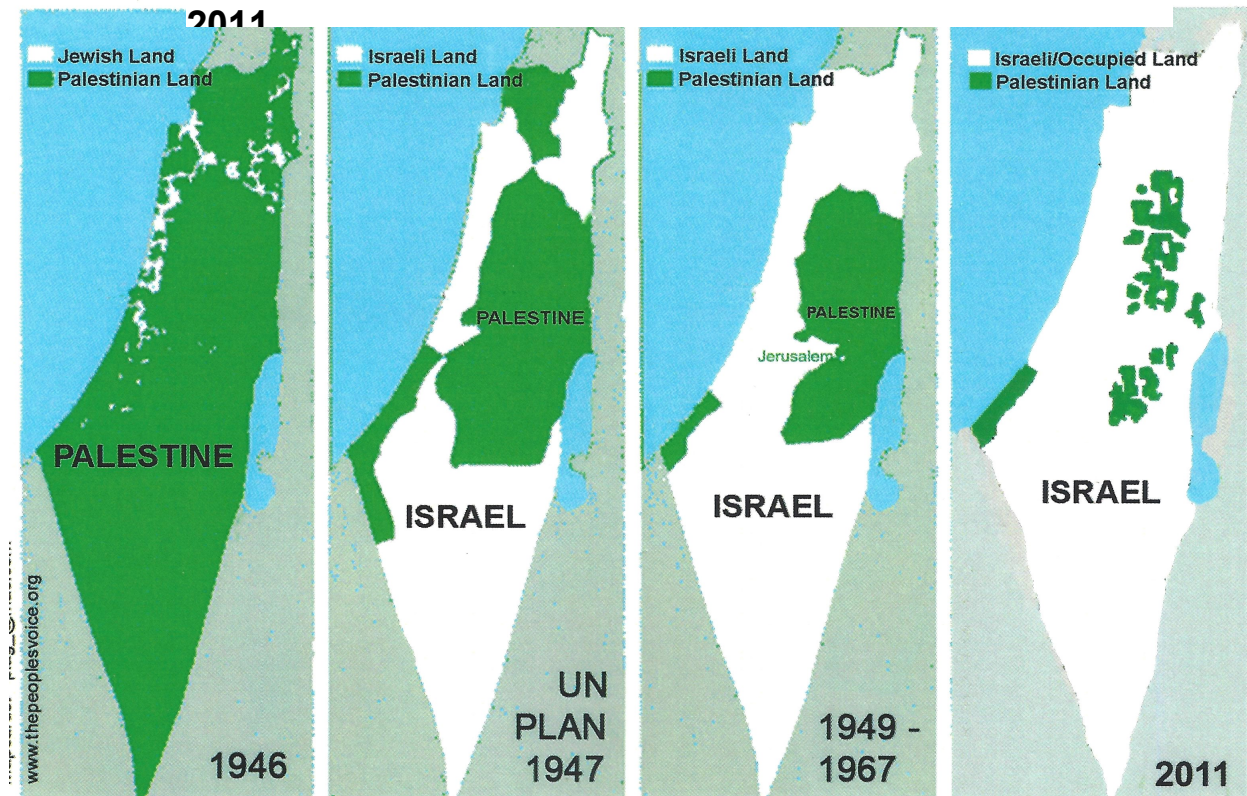 2011
Jewish Land
Palestinian Land
PALESTINE
1946
www.thepeoplesvoice.org
Israeli Land
Palestinian Land
PALESTINE
ISRAEL
UN
PLAN
1947
Israeli Land
Palestinian Land
PALESTINE
Jerusalem
ISRAEL
1949 -
1967
Israeli/Occupied Land
Palestinian Land
ISRAEL
2011